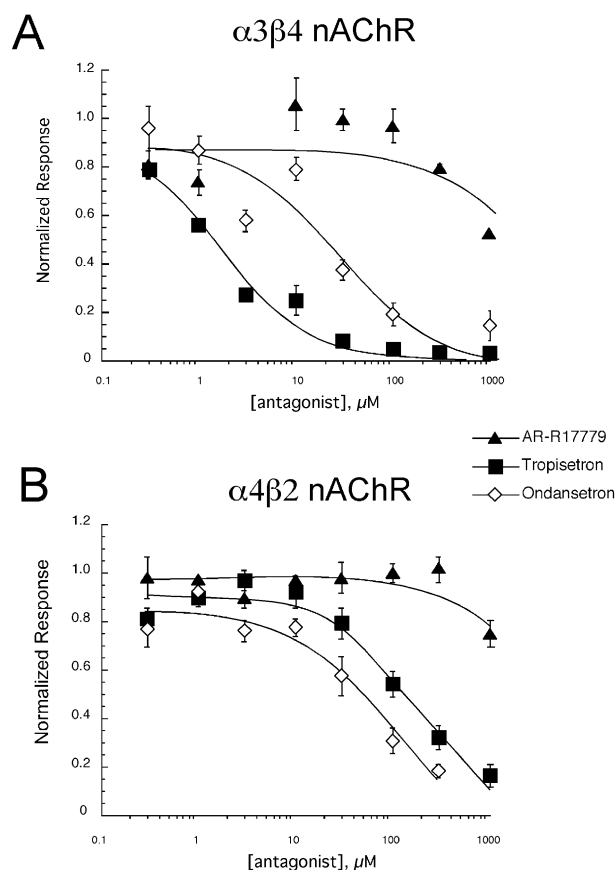 A
α3β4 nAChR
Normalized Response
1.2
1.0
0.8
0.6
0.4
0.2
0
0.1
1
10
100
1000
[antagonist], µM
AR-R17779
Tropisetron
Ondansetron
B
α4β2 nAChR
Normalized Response
1.2
1.0
0.8
0.6
0.4
0.2
0
0.1
1
10
100
1000
[antagonist], µM